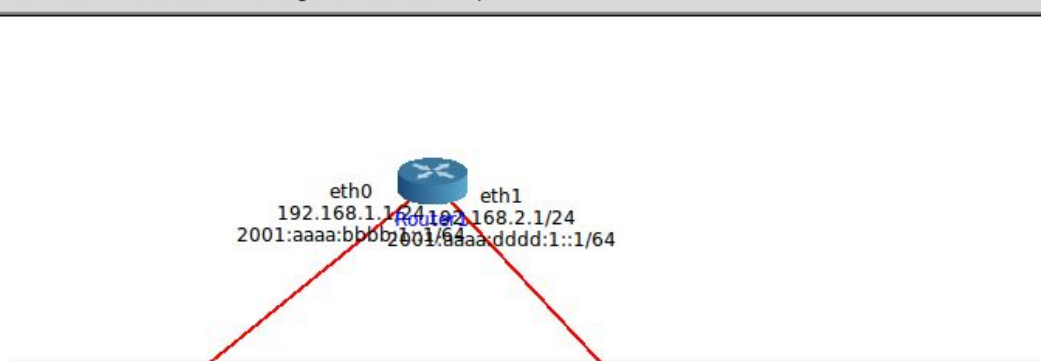 eth0
192.168.1.1/24
2001:aaaa:bbbb:1::1/64
Router1
eth1
192.168.2.1/24
2001:aaaa:dddd:1::1/64